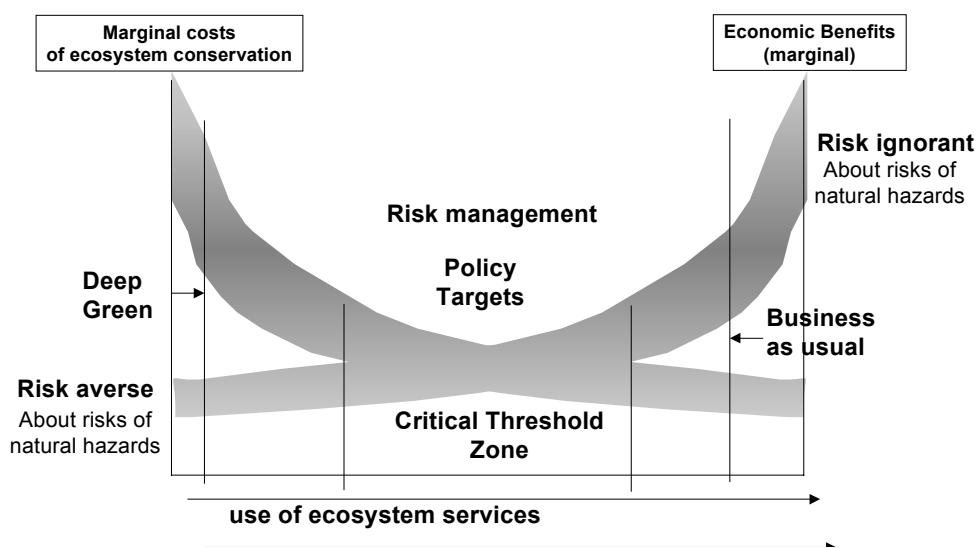 Marginal costs
of ecosystem conservation
Economic Benefits
(marginal)
Risk ignorant
About risks of
natural hazards
Risk management
Policy
Targets
Deep
Green
Business
as usual
Risk averse
About risks of
natural hazards
Critical Threshold
Zone
use of ecosystem services